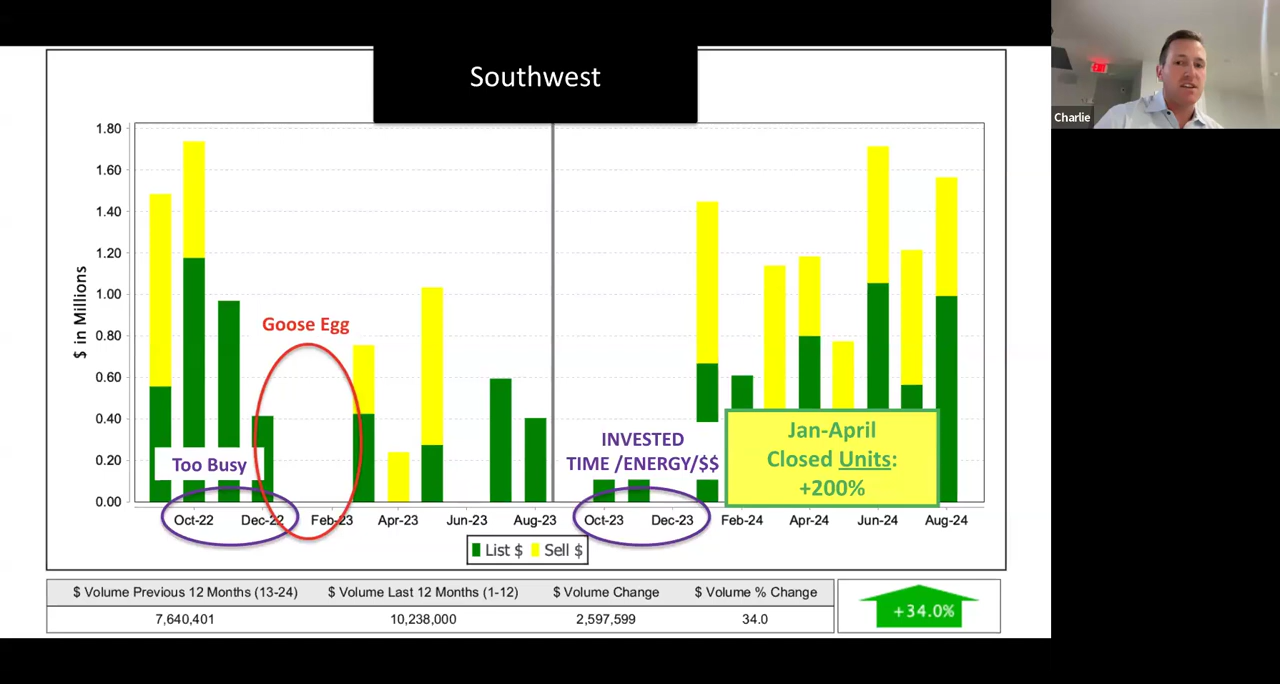 Southwest
Charlie
1.80
1.60
1.40
1.20
1.00
0.80
0.60
0.40
0.20
0.00
$ in Millions
Goose Egg
Too Busy
INVESTED
TIME /ENERGY/$$
Jan-April
Closed Units:
+200%
Oct-22 Dec-22 Feb-23 Apr-23 Jun-23 Aug-23 Oct-23 Dec-23 Feb-24 Apr-24 Jun-24 Aug-24
List $ Sell $
$ Volume Previous 12 Months (13-24) $ Volume Last 12 Months (1-12) $ Volume Change $ Volume % Change
7,640,401 10,238,000 2,597,599 34.0
+34.0%